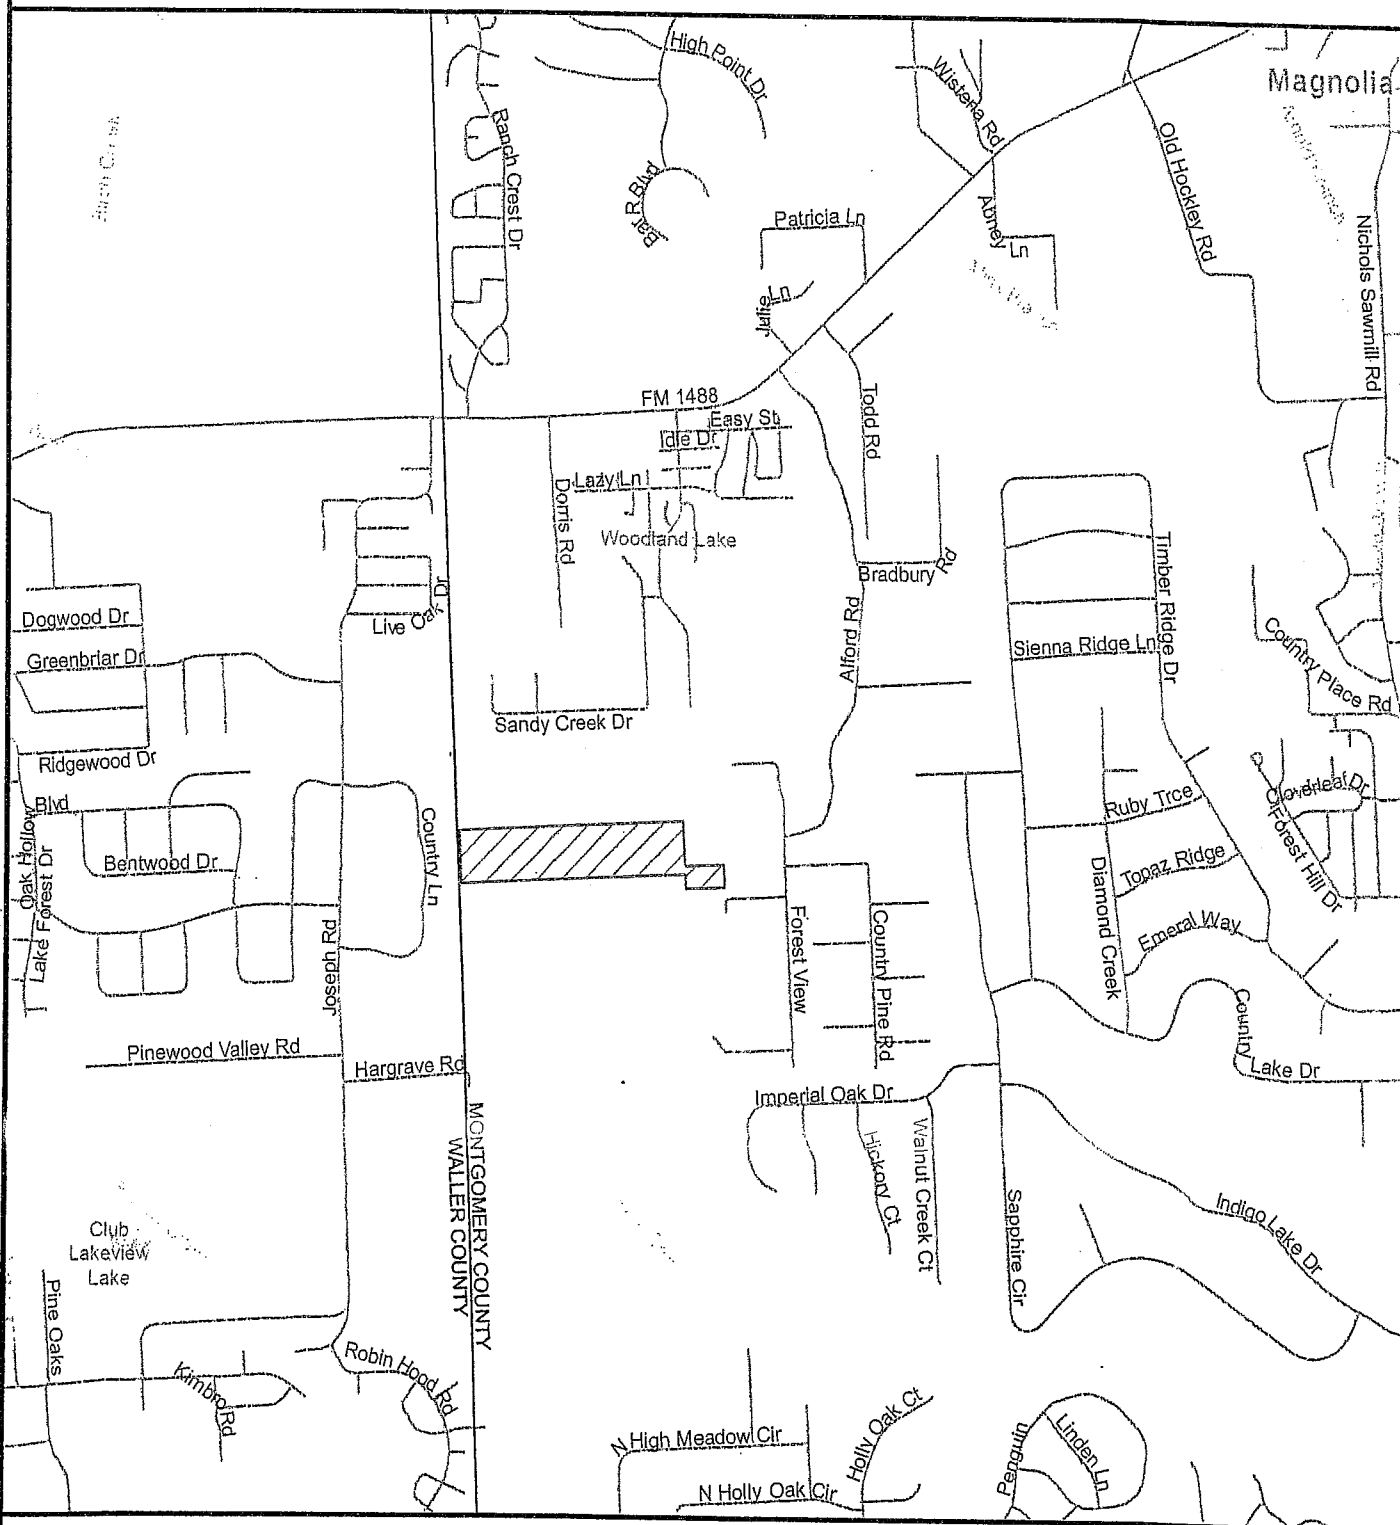 High Point Dr
Wisteria Rd
Magnolia
Ranch Crest Dr
Bar R Blvd
Old Hockley Rd
Patricia Ln
Abney
Ln
Nichols Sawmill Rd
Julie Ln
FM 1488
Easy St
Idle Dr
Todd Rd
Lazy Ln
Dorris Rd
Woodland Lake
Bradbury Rd
Timber Ridge Dr
Dogwood Dr
Live Oak Dr
Alford Rd
Greenbriar Dr
Sienna Ridge Ln
Country Place Rd
Sandy Creek Dr
Ridgewood Dr
Cloverleaf Dr
Oak Hollow
Blvd
Ruby Trce
Country Ln
Forest Hill Dr
Bentwood Dr
Topaz Ridge
Lake Forest Dr
Diamond Creek
Emeral Way
Joseph Rd
Forest View
Country Pine Rd
Country
Lake Dr
Pinewood Valley Rd
Hargrave Rd
Imperial Oak Dr
MONTGOMERY COUNTY
WALLER COUNTY
Hickory Ct
Walnut Creek Ct
Sapphire Cir
Indigo Lake Dr
Club
Lakeview
Lake
Pine Oaks
Robin Hood Rd
Kimbro Rd
N High Meadow Cir
Holly Oak Ct
Penguin
Linden Ln
N Holly Oak Cir